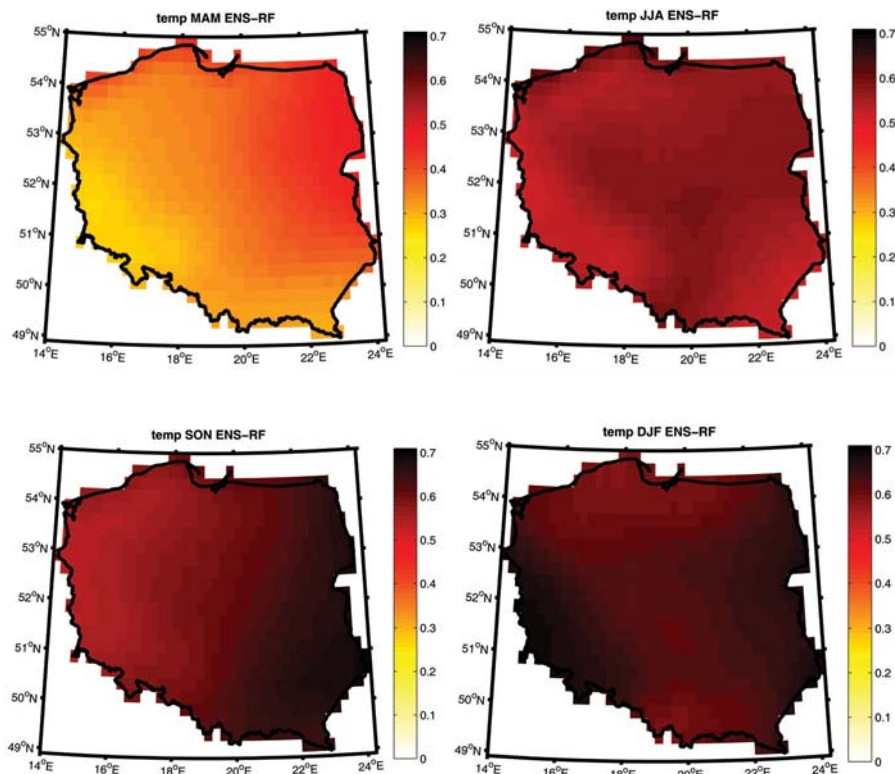 temp MAM ENS-RF
55°N
54°N
53°N
52°N
51°N
50°N
49°N
14°E
16°E
18°E
20°E
22°E
24°E
0.7
0.6
0.5
0.4
0.3
0.2
0.1
0
temp JJA ENS-RF
55°N
54°N
53°N
52°N
51°N
50°N
49°N
14°E
16°E
18°E
20°E
22°E
24°E
0.7
0.6
0.5
0.4
0.3
0.2
0.1
0
temp SON ENS-RF
55°N
54°N
53°N
52°N
51°N
50°N
49°N
14°E
16°E
18°E
20°E
22°E
24°E
0.7
0.6
0.5
0.4
0.3
0.2
0.1
0
temp DJF ENS-RF
55°N
54°N
53°N
52°N
51°N
50°N
49°N
14°E
16°E
18°E
20°E
22°E
24°E
0.7
0.6
0.5
0.4
0.3
0.2
0.1
0